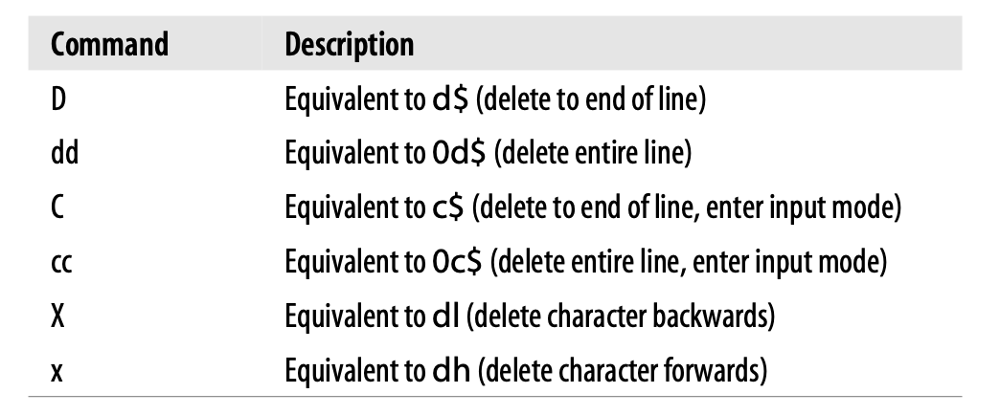 Command Description
D Equivalent to d$ (delete to end of line)
dd Equivalent to 0d$ (delete entire line)
C Equivalent to c$ (delete to end of line, enter input mode)
cc Equivalent to 0c$ (delete entire line, enter input mode)
X Equivalent to dl (delete character backwards)
x Equivalent to dh (delete character forwards)